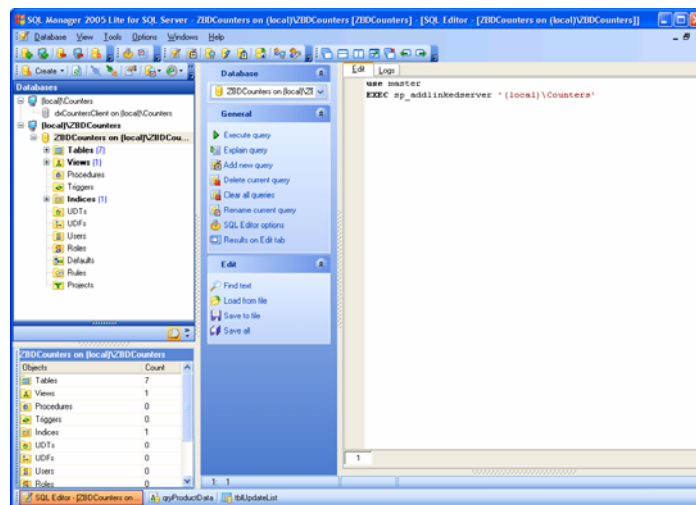 SQL Manager 2005 Lite for SQL Server - ZBDCounters on (local)\ZBDCounters [ZBDCounters] - [SQL Editor - [ZBDCounters on (local)\ZBDCounters]]
Database View Tools Options Windows Help
Create
Databases
(local)\Counters
dxCountersClient on (local)\Counters
(local)\ZBDCounters
ZBDCounters on (local)\ZBDCou...
Tables (7)
Views (1)
Procedures
Triggers
Indices (1)
UDTs
UDFs
Users
Roles
Defaults
Rules
Projects
ZBDCounters on (local)\ZBDCounters
Objects Count
Tables 7
Views 1
Procedures 0
Triggers 0
Indices 1
UDTs 0
UDFs 0
Users 0
Roles 0
Database
ZBDCounters on (local)\ZI
General
Execute query
Explain query
Add new query
Delete current query
Clear all queries
Rename current query
SQL Editor options
Results on Edit tab
Edit
Find text
Load from file
Save to file
Save all
Edit Logs
use master
EXEC sp_addlinkedserver '(local)\Counters'
1
1: 1
SQL Editor - [ZBDCounters on ... qryProductData tblUpdateList